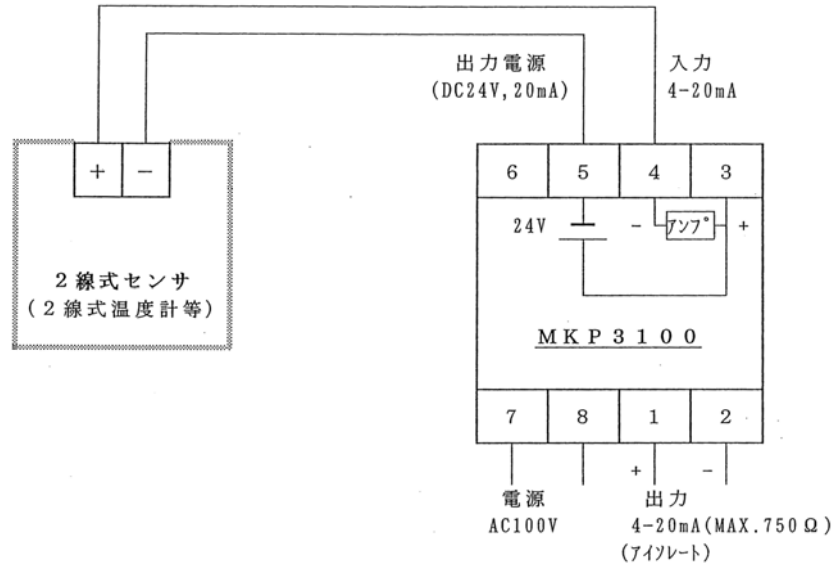 出力電源
(DC24V,20mA)
入力
4-20mA
+ -
6 5 4 3
24V - アンプ +
2線式センサ
(2線式温度計等)
MKP3100
7 8 1 2
+ -
電源
AC100V
出力
4-20mA(MAX.750Ω)
(アイソレート)